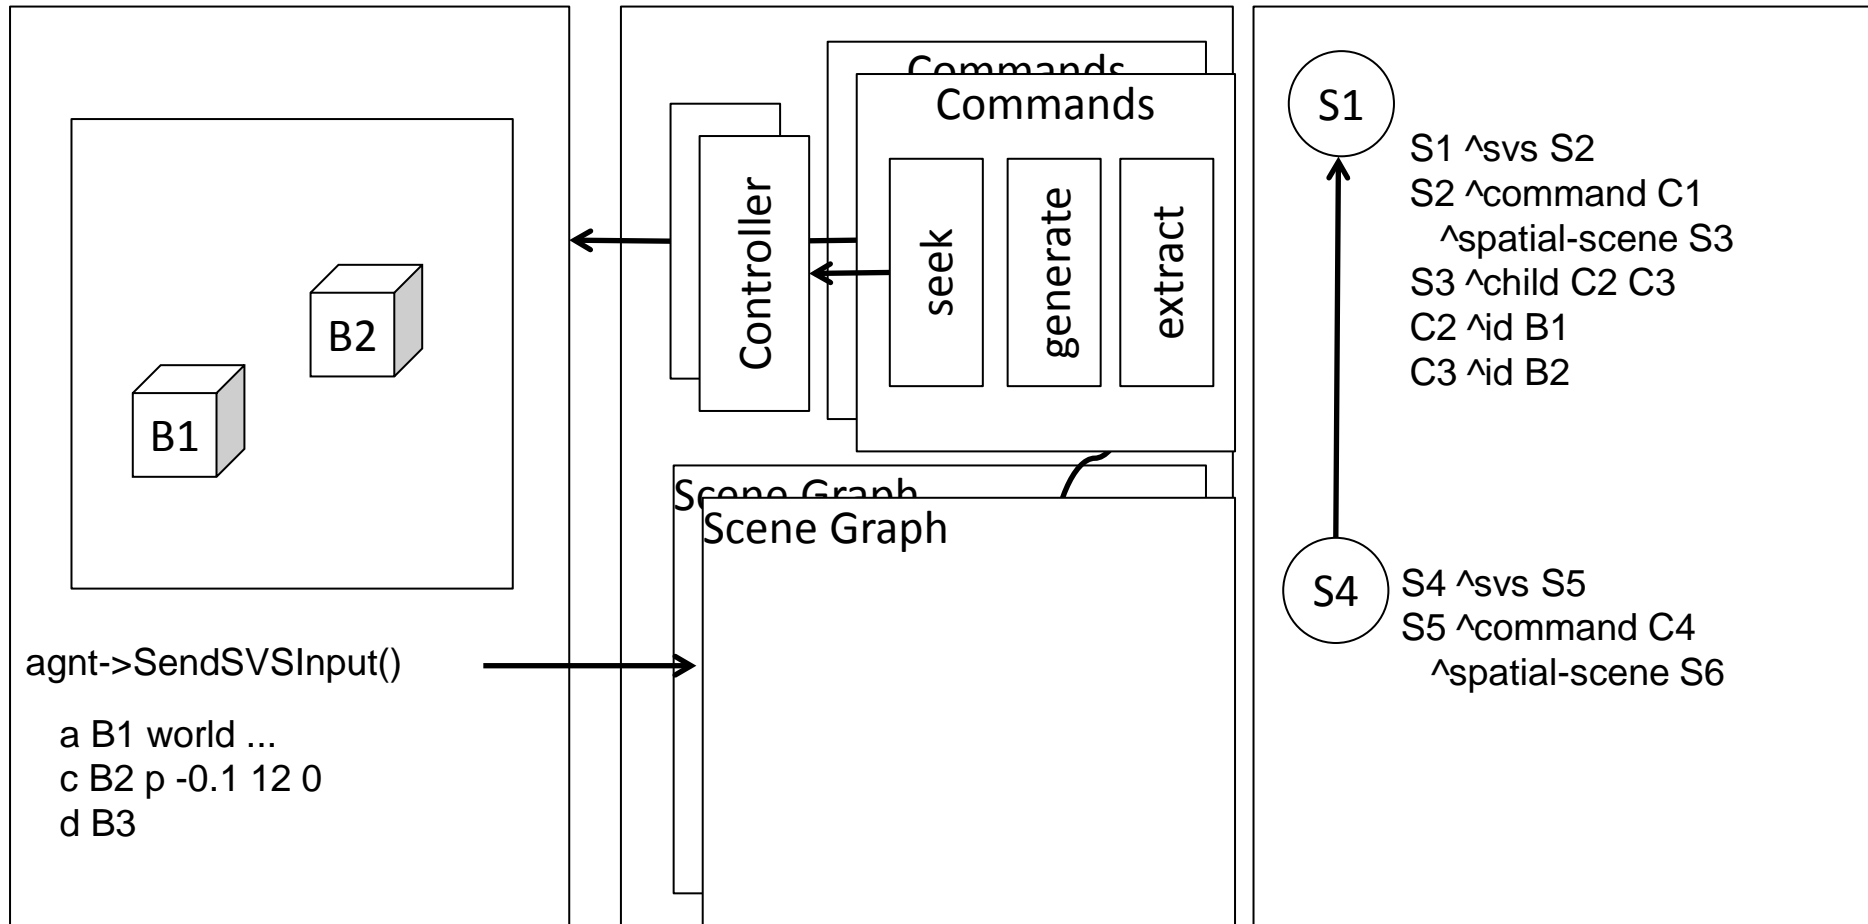 B2
B1
agnt->SendSVSInput()
a B1 world ...
c B2 p -0.1 12 0
d B3
Commands
Commands
Controller
seek
generate
extract
Scene Graph
Scene Graph
S1
S1 ^svs S2
S2 ^command C1
^spatial-scene S3
S3 ^child C2 C3
C2 ^id B1
C3 ^id B2
S4
S4 ^svs S5
S5 ^command C4
^spatial-scene S6